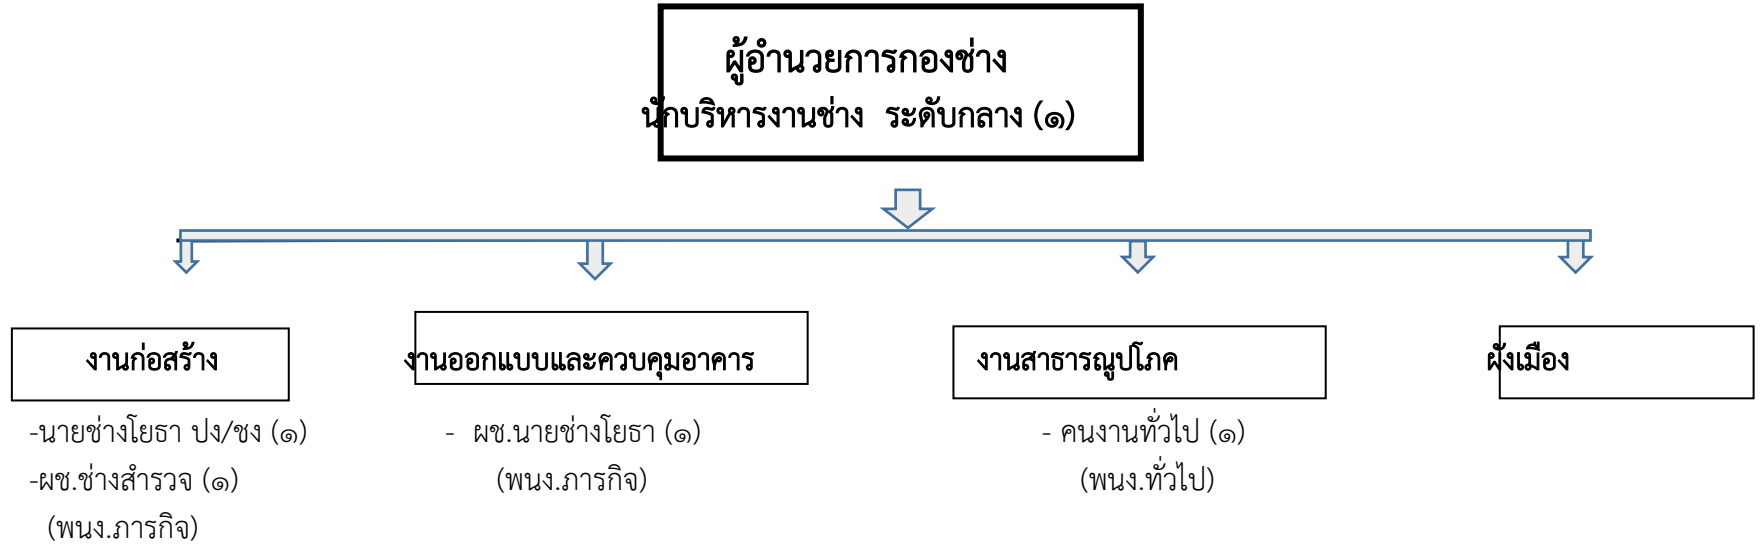 ผู้อำนวยการกองช่าง
นักบริหารงานช่าง ระดับกลาง (๑)
งานก่อสร้าง
-นายช่างโยธา ปง/ชง (๑)
-ผช.ช่างสำรวจ (๑)
(พนง.ภารกิจ)
งานออกแบบและควบคุมอาคาร
- ผช.นายช่างโยธา (๑)
(พนง.ภารกิจ)
งานสาธารณูปโภค
- คนงานทั่วไป (๑)
(พนง.ทั่วไป)
ผังเมือง